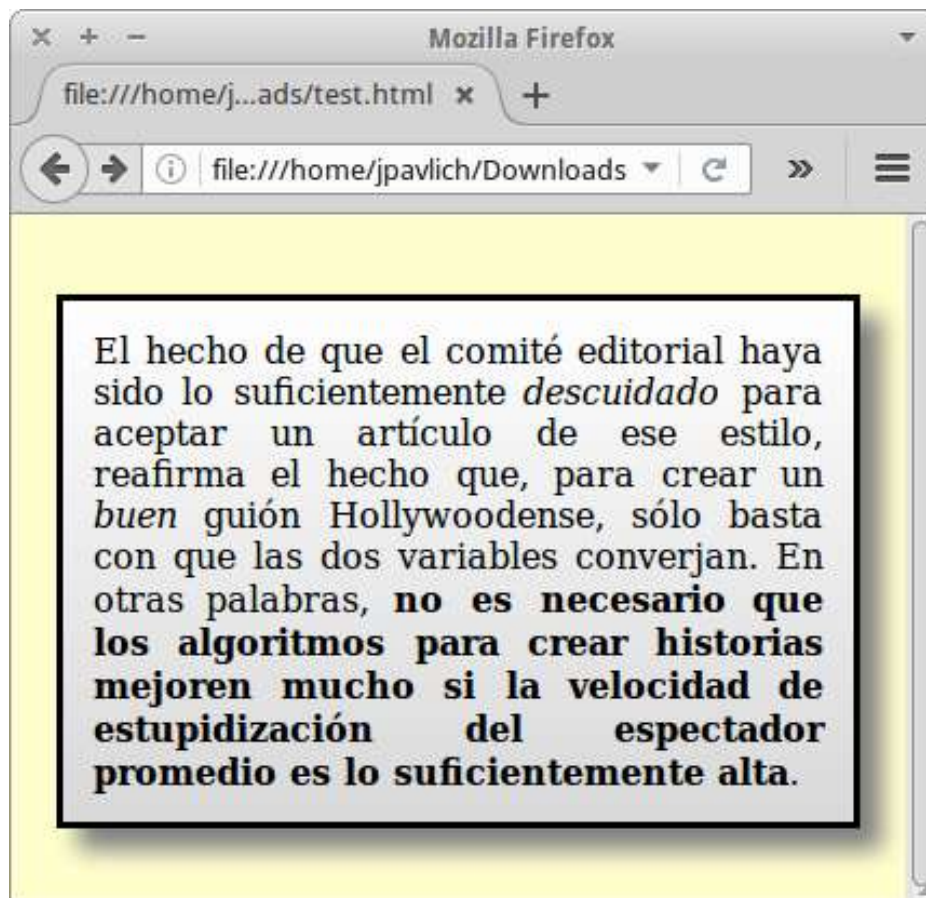 Mozilla Firefox
file:///home/j...ads/test.html
file:///home/jpavlich/Downloads
El hecho de que el comité editorial haya
sido lo suficientemente descuidado para
aceptar un artículo de ese estilo,
reafirma el hecho que, para crear un
buen guión Hollywoodense, sólo basta
con que las dos variables converjan. En
otras palabras, no es necesario que
los algoritmos para crear historias
mejoren mucho si la velocidad de
estupidización del espectador
promedio es lo suficientemente alta.